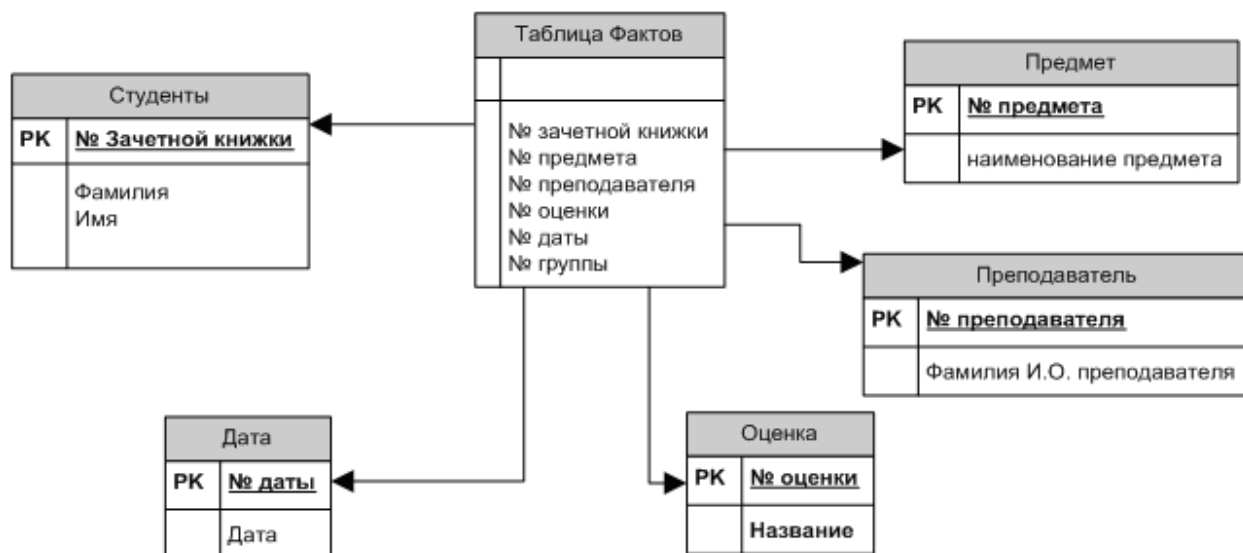 Таблица Фактов
№ зачетной книжки
№ предмета
№ преподавателя
№ оценки
№ даты
№ группы
Студенты
PK № Зачетной книжки
Фамилия
Имя
Предмет
PK № предмета
наименование предмета
Преподаватель
PK № преподавателя
Фамилия И.О. преподавателя
Дата
PK № даты
Дата
Оценка
PK № оценки
Название